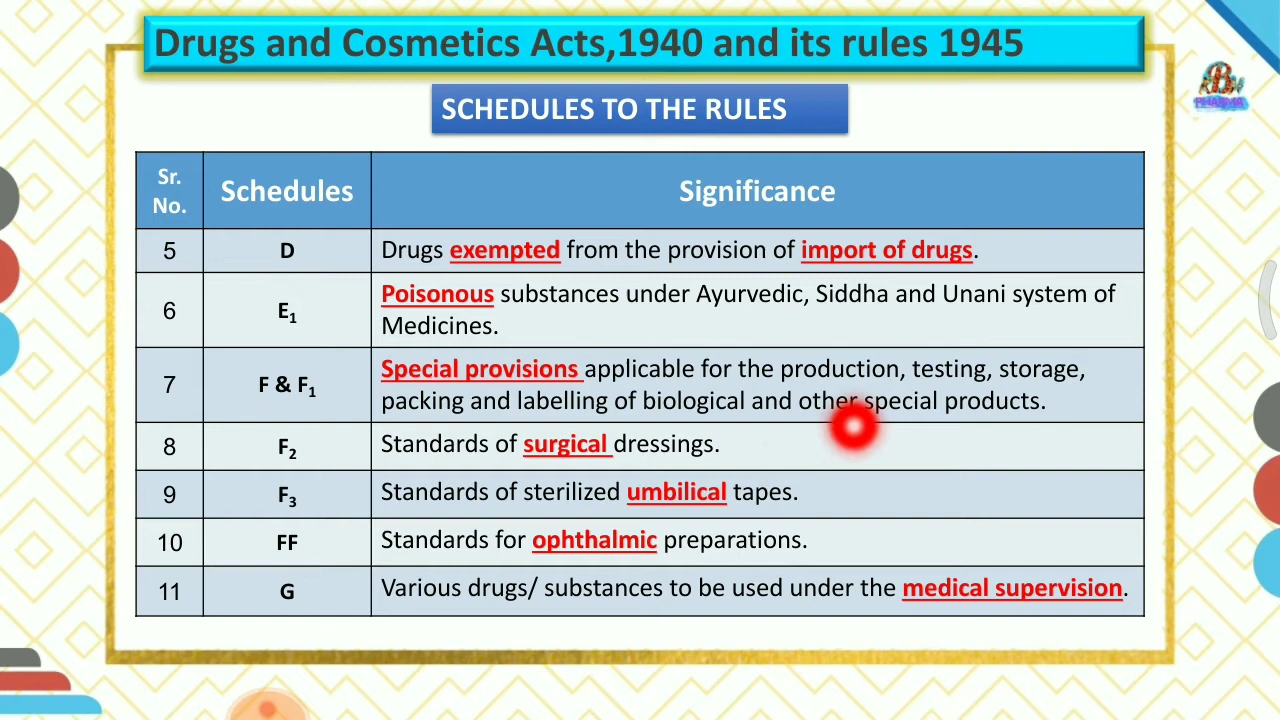 Drugs and Cosmetics Acts,1940 and its rules 1945
B
PHARMA
SCHEDULES TO THE RULES
Sr. No.
Schedules
Significance
5
D
Drugs exempted from the provision of import of drugs.
6
E1
Poisonous substances under Ayurvedic, Siddha and Unani system of
Medicines.
7
F & F1
Special provisions applicable for the production, testing, storage,
packing and labelling of biological and other special products.
8
F2
Standards of surgical dressings.
9
F3
Standards of sterilized umbilical tapes.
10
FF
Standards for ophthalmic preparations.
11
G
Various drugs/ substances to be used under the medical supervision.